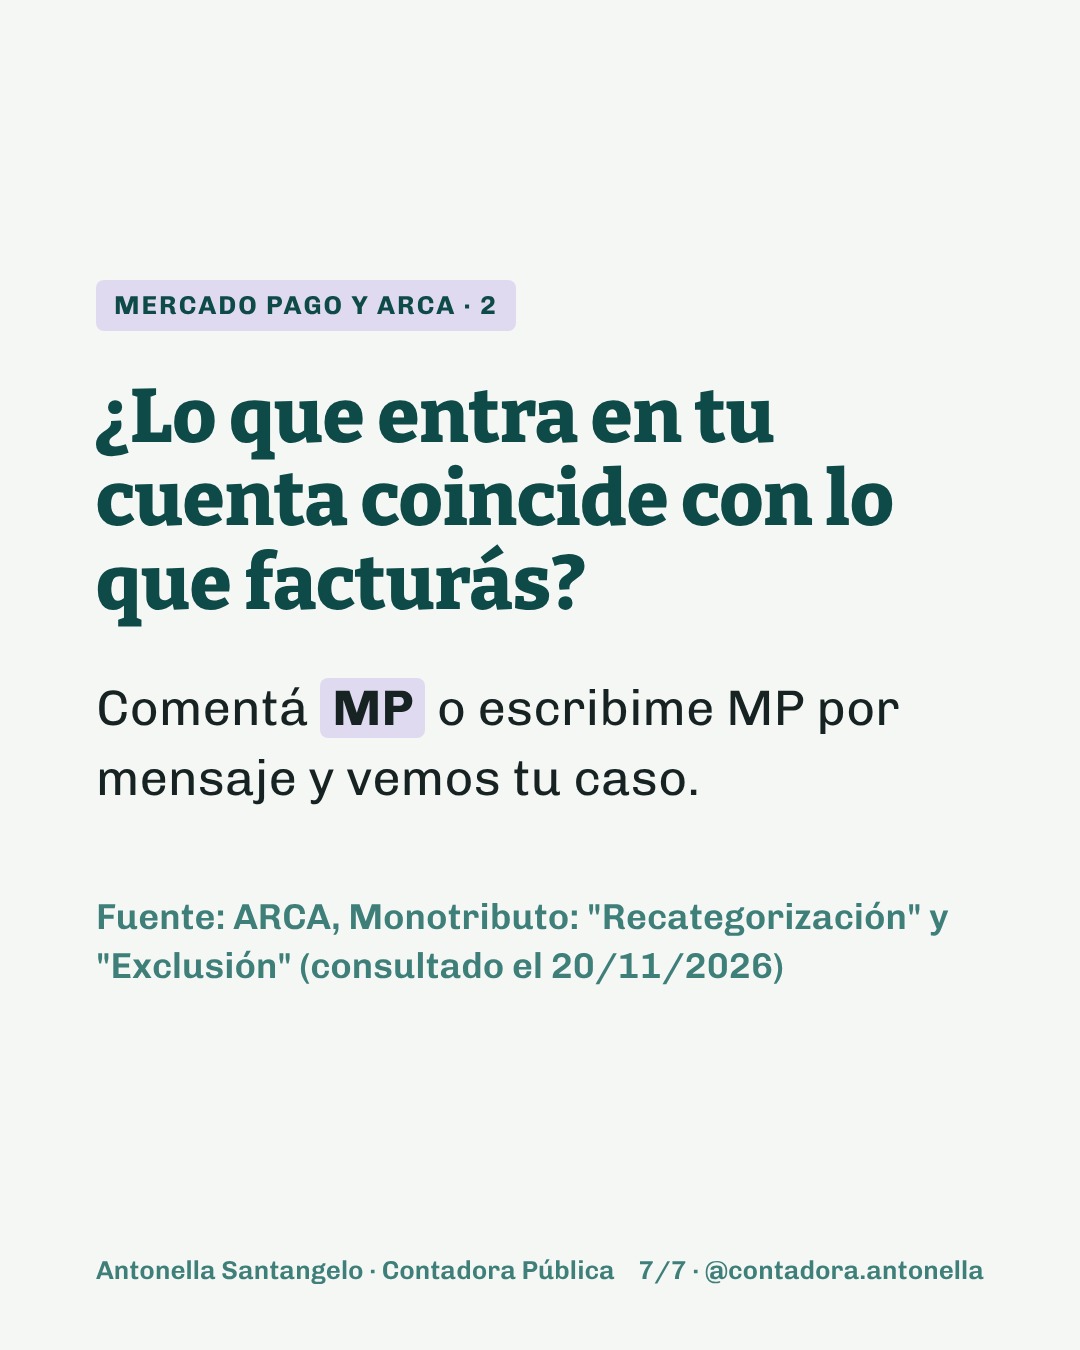 MERCADO PAGO Y ARCA · 2
¿Lo que entra en tu
cuenta coincide con lo
que facturás?
Comentá MP o escribime MP por
mensaje y vemos tu caso.
Fuente: ARCA, Monotributo: "Recategorización" y
"Exclusión" (consultado el 20/11/2026)
Antonella Santangelo · Contadora Pública 7/7 · @contadora.antonella